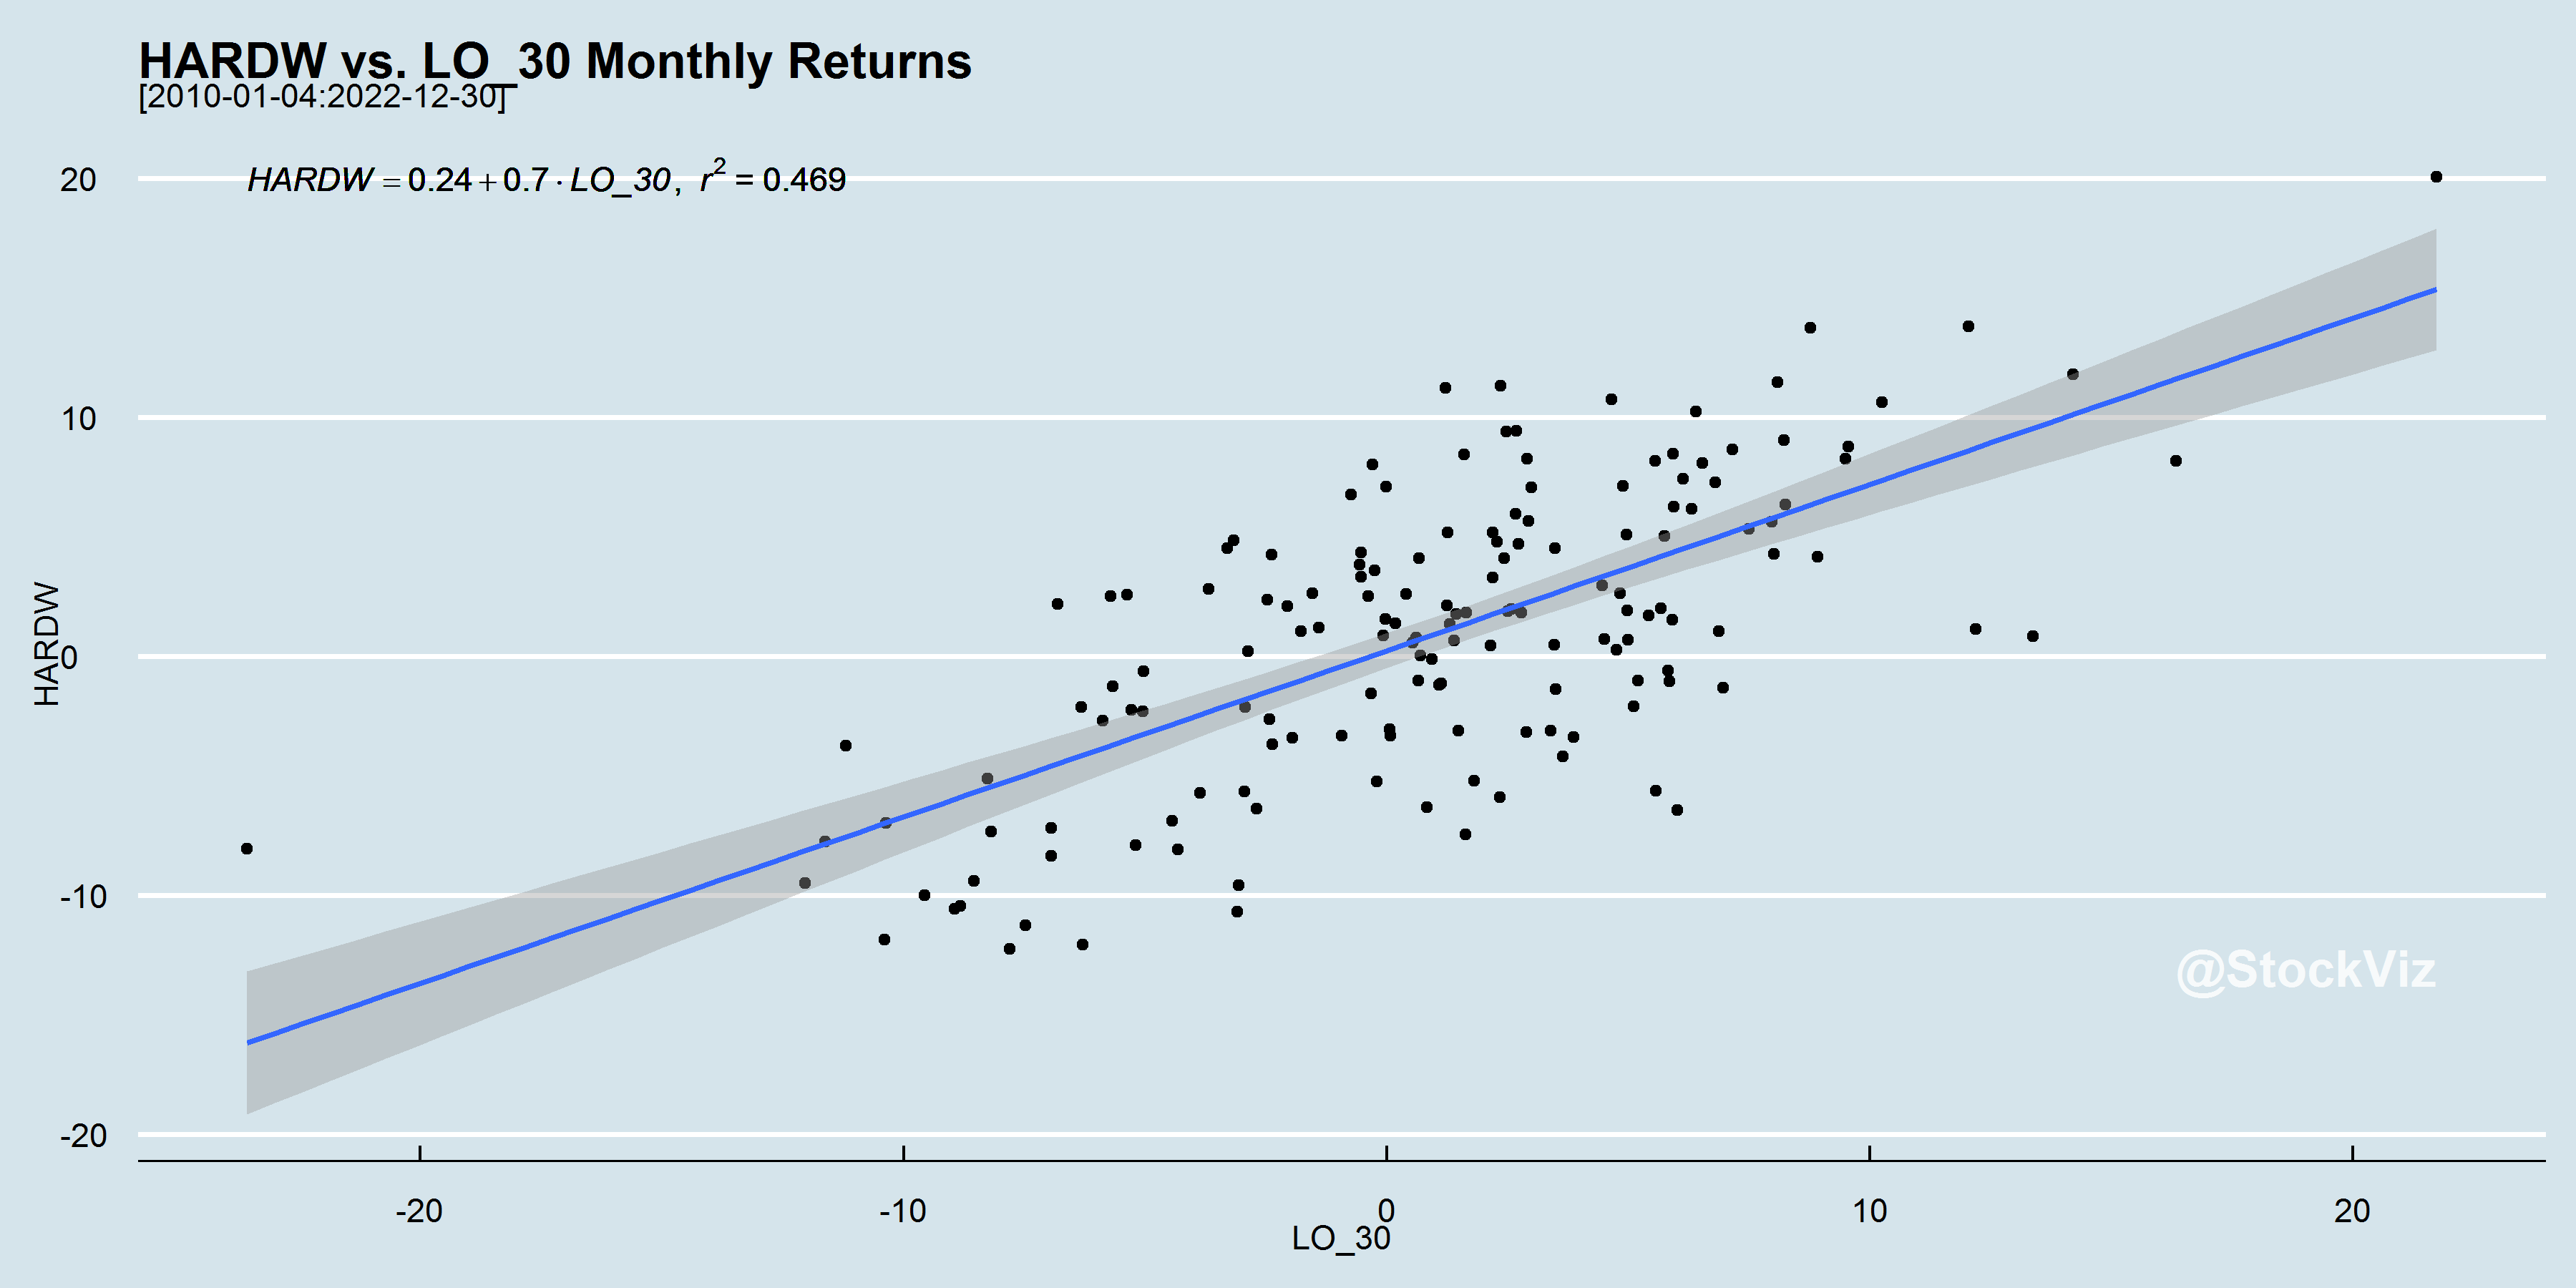 HARDW vs. LO_30 Monthly Returns
[2010-01-04:2022-12-30]
HARDW = 0.24 + 0.7 · LO_30, r² = 0.469
20
10
0
-10
-20
HARDW
@StockViz
-20 -10 0 10 20
LO_30